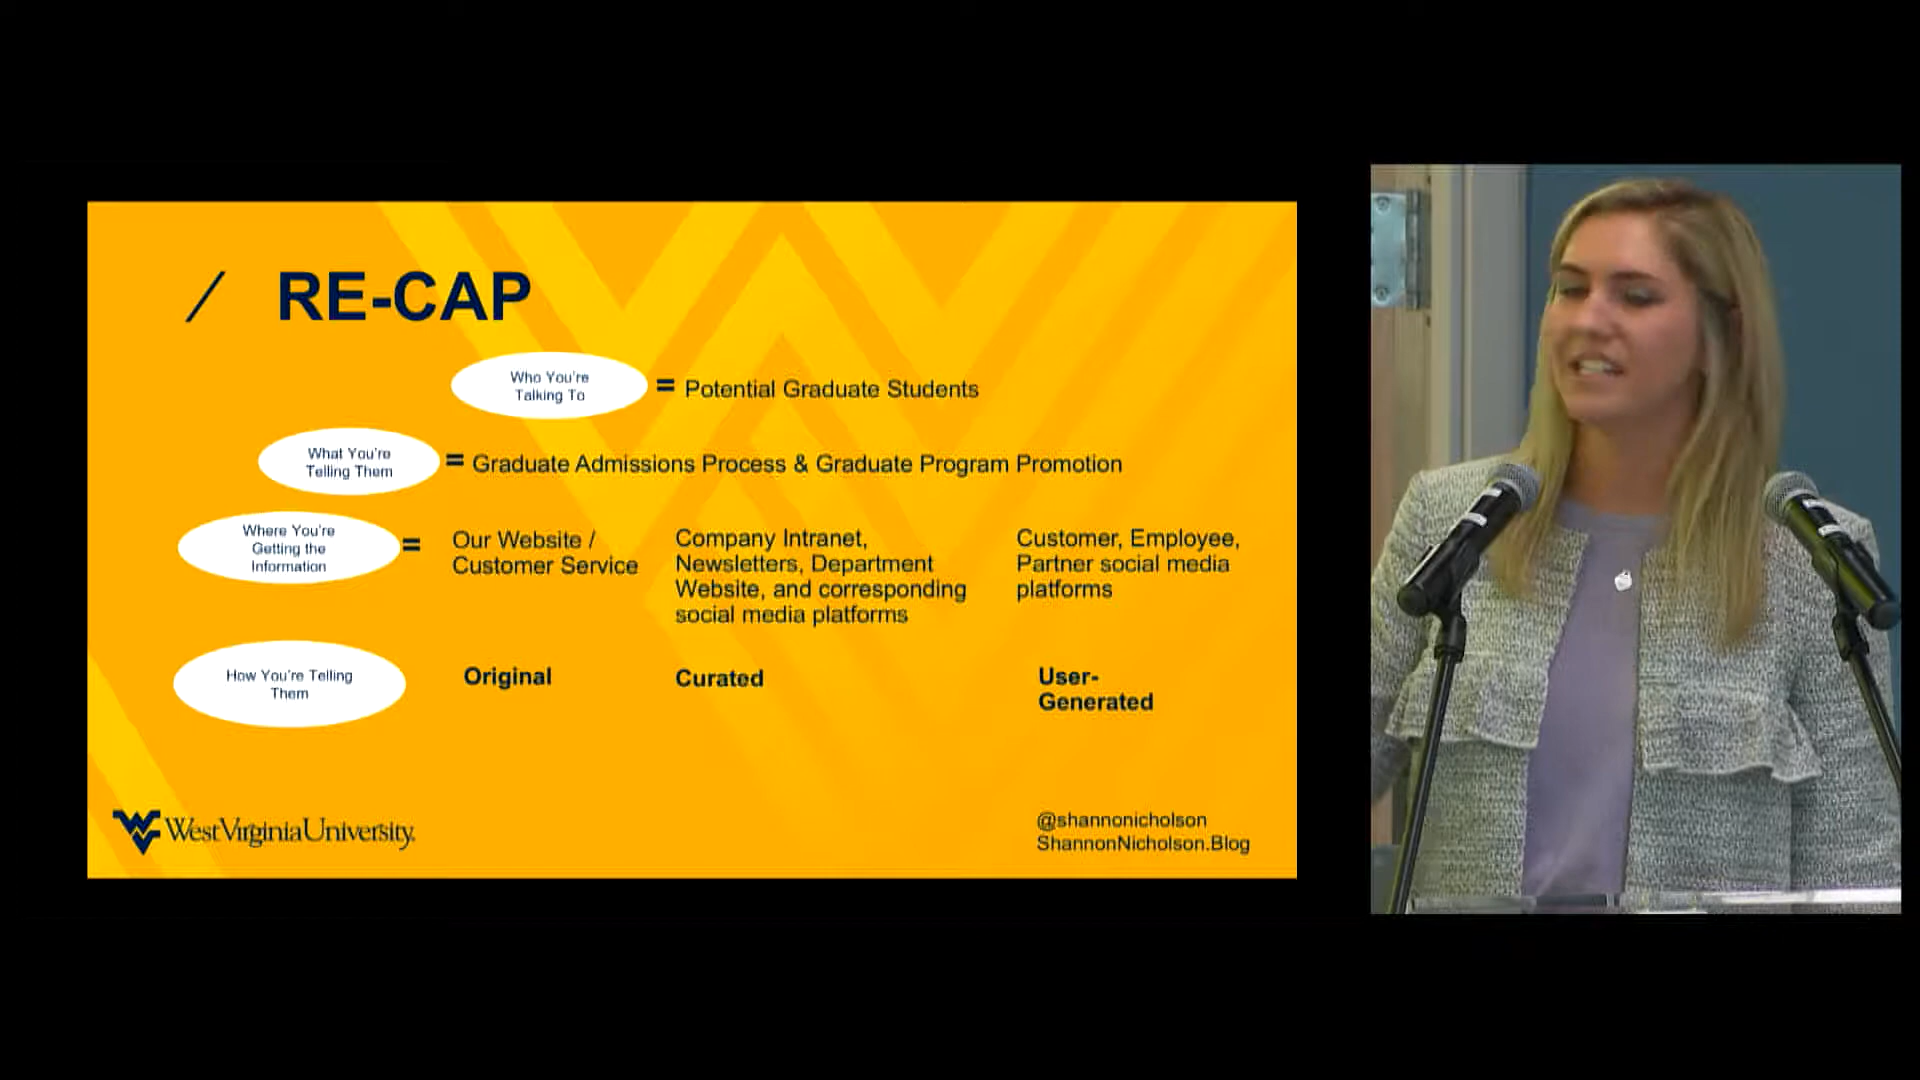 / RE-CAP
Who You're
Talking To
= Potential Graduate Students
What You're
Telling Them
= Graduate Admissions Process & Graduate Program Promotion
Where You're
Getting the
Information
=
Our Website /
Customer Service
Company Intranet,
Newsletters, Department
Website, and corresponding
social media platforms
Customer, Employee,
Partner social media
platforms
How You're Telling
Them
Original
Curated
User-
Generated
WestVirginiaUniversity.
@shannonicholson
ShannonNicholson.Blog